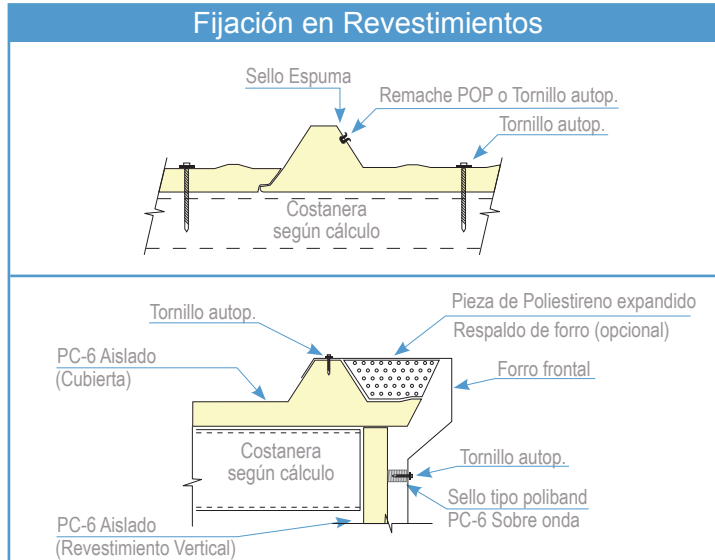 Fijación en Revestimientos
Sello Espuma
Remache POP o Tornillo autop.
Tornillo autop.
Costanera
según cálculo
Pieza de Poliestireno expandido
Respaldo de forro (opcional)
Tornillo autop.
PC-6 Aislado
(Cubierta)
Forro frontal
Costanera
según cálculo
Tornillo autop.
Sello tipo poliband
PC-6 Sobre onda
PC-6 Aislado
(Revestimiento Vertical)